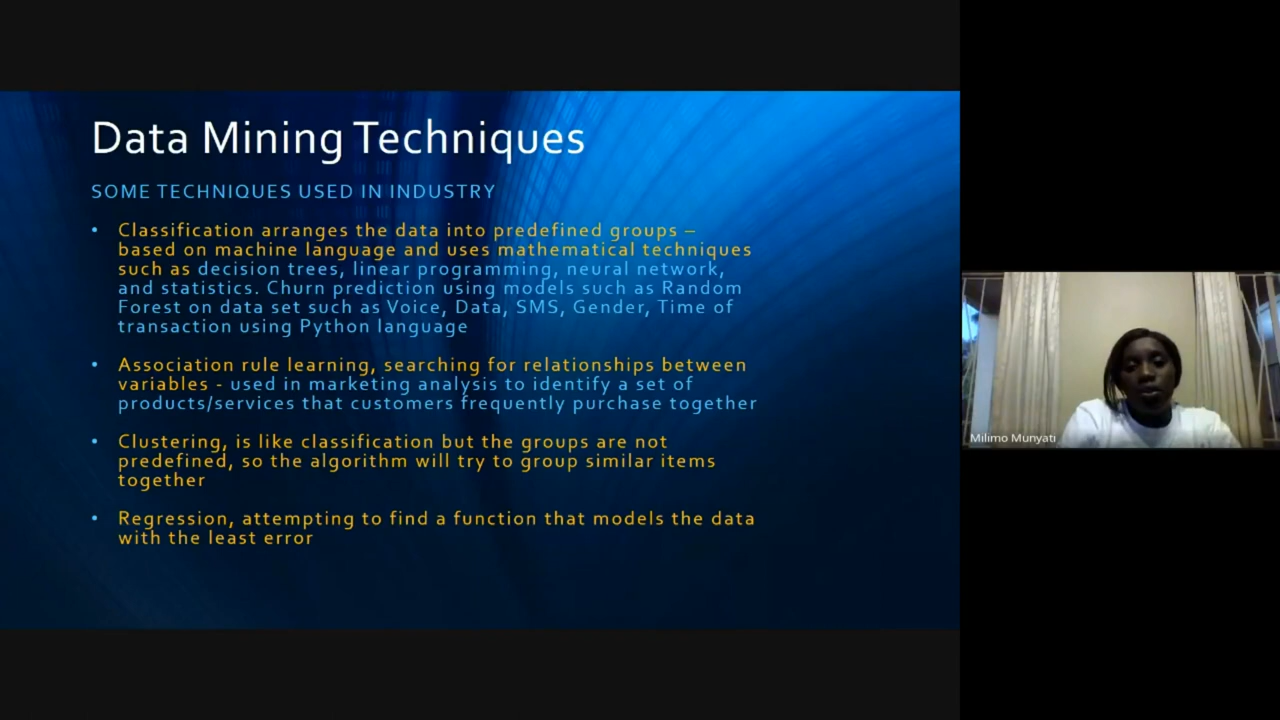 Data Mining Techniques
SOME TECHNIQUES USED IN INDUSTRY
• Classification arranges the data into predefined groups –
based on machine language and uses mathematical techniques
such as decision trees, linear programming, neural network,
and statistics. Churn prediction using models such as Random
Forest on data set such as Voice, Data, SMS, Gender, Time of
transaction using Python language
• Association rule learning, searching for relationships between
variables - used in marketing analysis to identify a set of
products/services that customers frequently purchase together
• Clustering, is like classification but the groups are not
predefined, so the algorithm will try to group similar items
together
• Regression, attempting to find a function that models the data
with the least error
Milimo Munyati